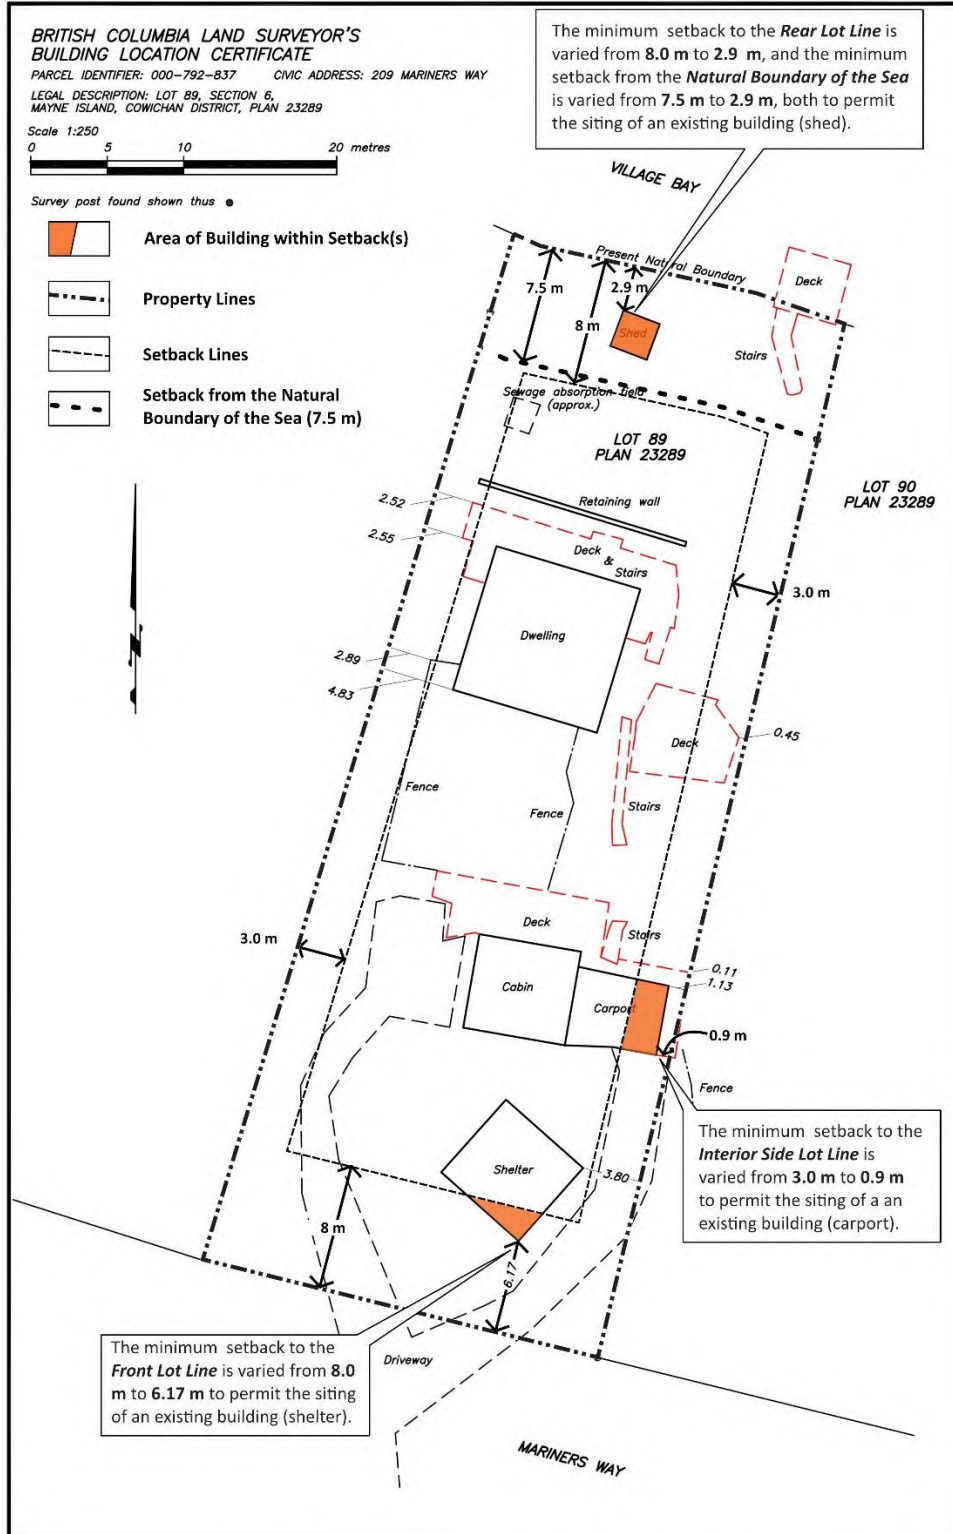 BRITISH COLUMBIA LAND SURVEYOR'S
BUILDING LOCATION CERTIFICATE
PARCEL IDENTIFIER: 000-792-837 CIVIC ADDRESS: 209 MARINERS WAY
LEGAL DESCRIPTION: LOT 89, SECTION 6,
MAYNE ISLAND, COWICHAN DISTRICT, PLAN 23289
Scale 1:250
0 5 10 20 metres
Survey post found shown thus
Area of Building within Setback(s)
Property Lines
Setback Lines
Setback from the Natural
Boundary of the Sea (7.5 m)
The minimum setback to the Rear Lot Line is
varied from 8.0 m to 2.9 m, and the minimum
setback from the Natural Boundary of the Sea
is varied from 7.5 m to 2.9 m, both to permit
the siting of an existing building (shed).
VILLAGE BAY
Present Natural Boundary
Deck
7.5 m
2.9 m
8 m
Shed
Stairs
Sewage absorption field
(approx.)
LOT 89
PLAN 23289
LOT 90
PLAN 23289
2.52
Retaining wall
2.55
Deck
&
Stairs
3.0 m
Dwelling
2.89
4.83
0.45
Deck
Fence
Fence
Stairs
Deck
Stairs
3.0 m
0.11
1.13
Cabin
Carport
0.9 m
Fence
The minimum setback to the
Interior Side Lot Line is
varied from 3.0 m to 0.9 m
to permit the siting of a an
existing building (carport).
Shelter
3.80
8 m
6.17
The minimum setback to the
Front Lot Line is varied from 8.0
m to 6.17 m to permit the siting
of an existing building (shelter).
Driveway
MARINERS WAY